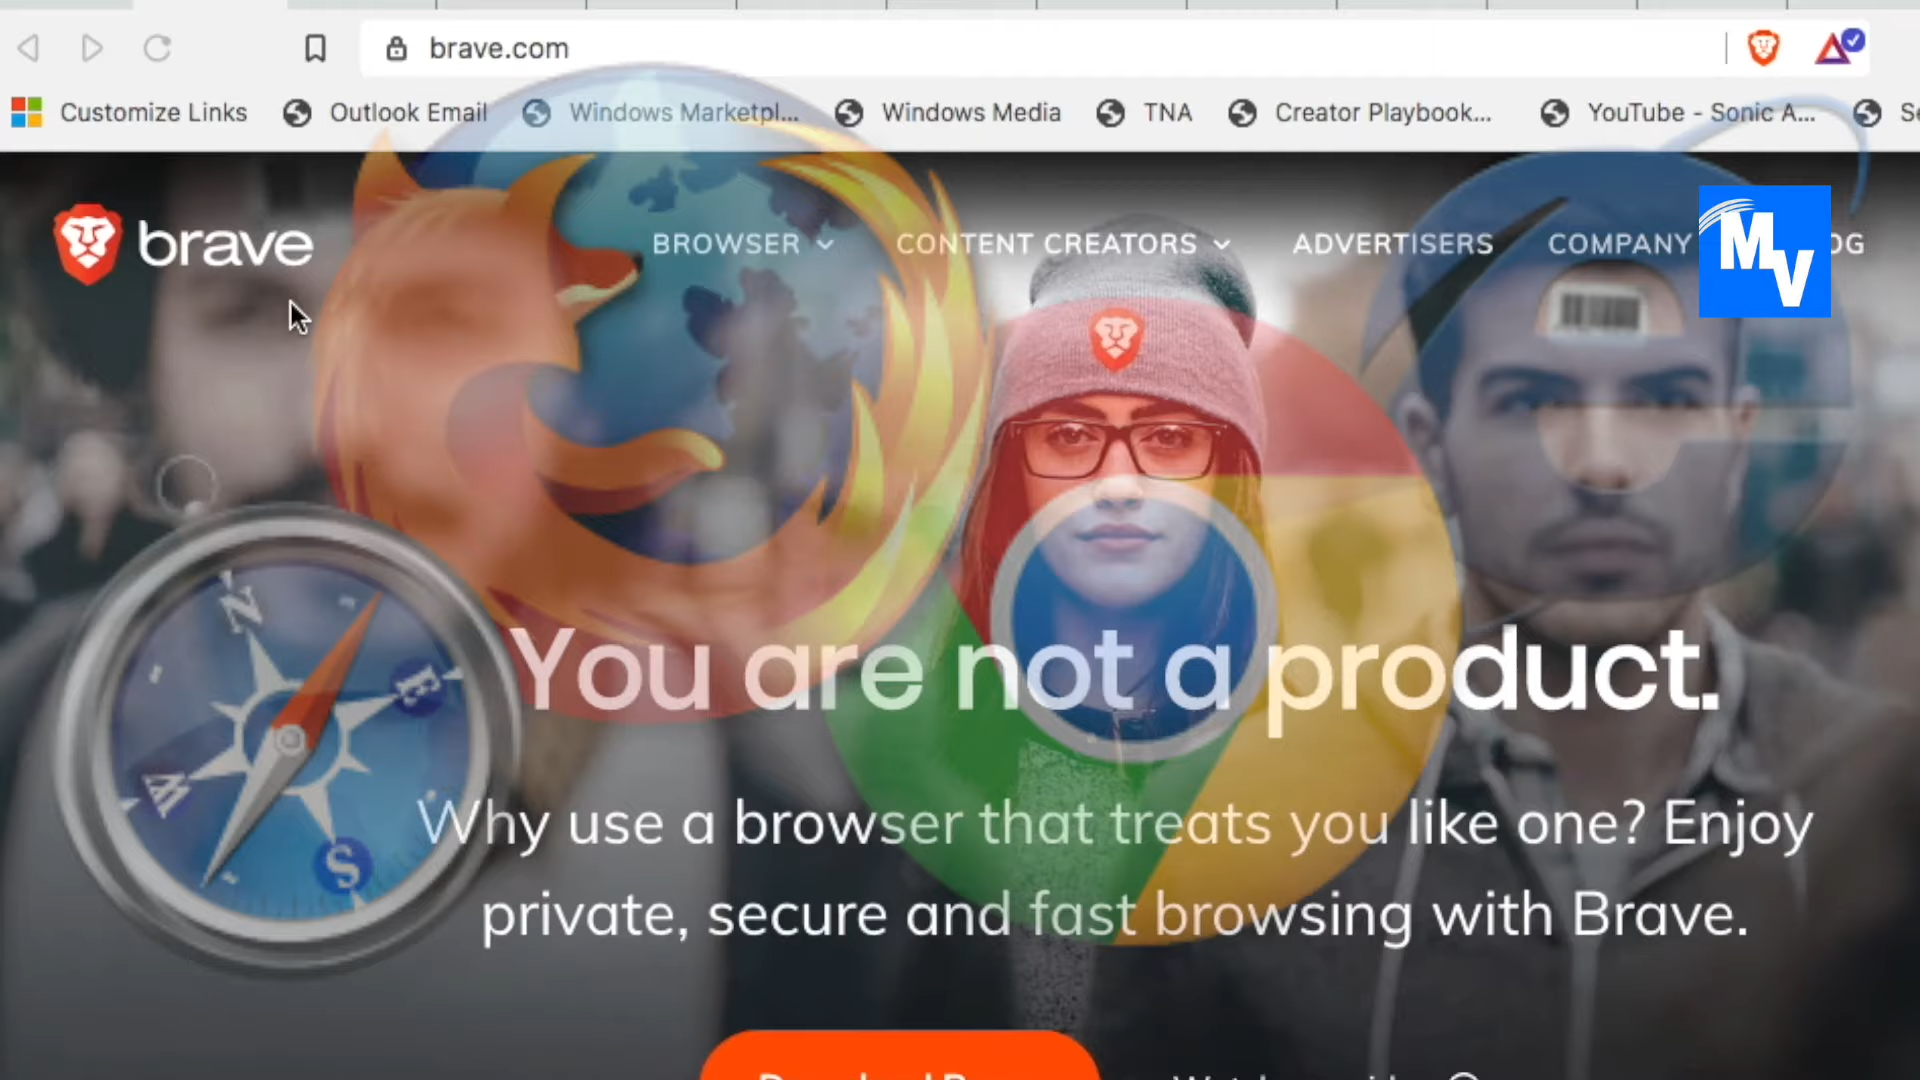 brave.com
Customize Links Outlook Email Windows Marketpl... Windows Media TNA Creator Playbook... YouTube - Sonic A...
brave BROWSER CONTENT CREATORS ADVERTISERS COMPANY
MV
N
E
W
S
You are not a product.
Why use a browser that treats you like one? Enjoy
private, secure and fast browsing with Brave.